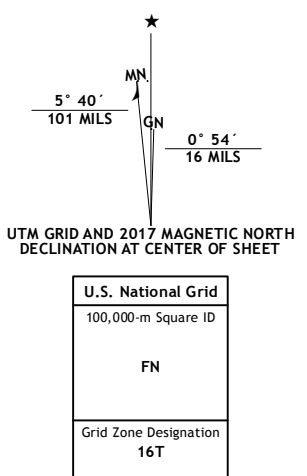 MN.
5° 40´
101 MILS
GN
0° 54´
16 MILS
UTM GRID AND 2017 MAGNETIC NORTH
DECLINATION AT CENTER OF SHEET
U.S. National Grid
100,000-m Square ID
FN
Grid Zone Designation
16T